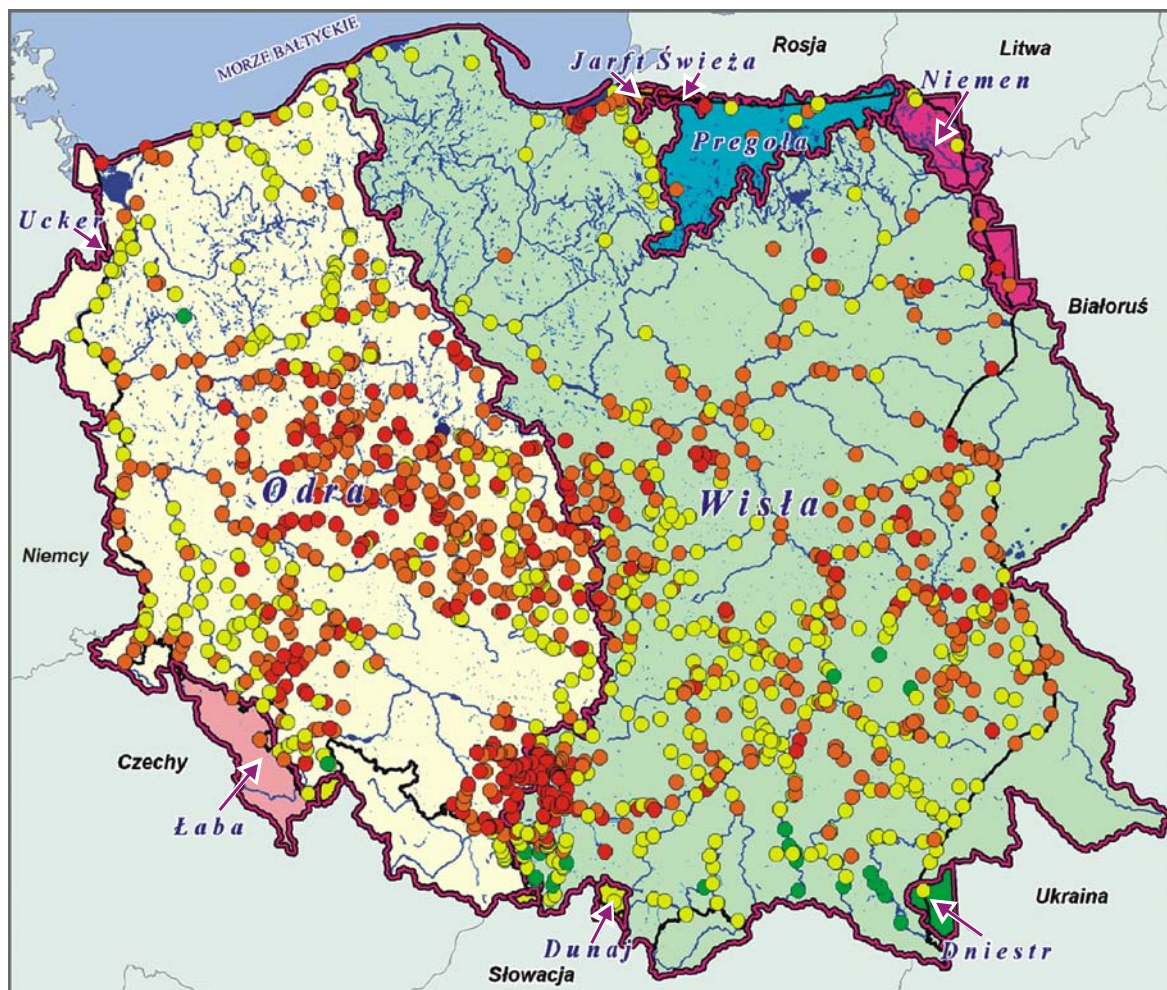 MORZE BAŁTYCKIE
Rosja
Litwa
Jarft Świeża
Niemen
Pregoła
Ucker
Białoruś
Odra
Wisła
Niemcy
Czechy
Łaba
Ukraina
Dunaj
Dniestr
Słowacja